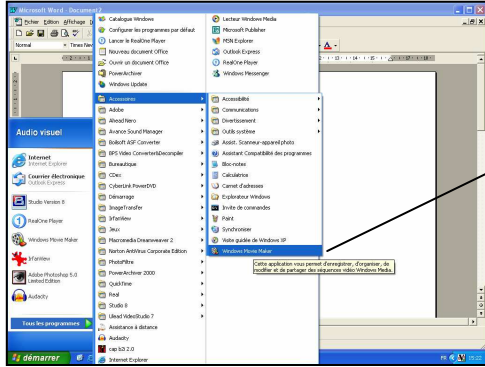 Microsoft Word - Document2
Fichier Edition Affichage
Normal
Times New
Audio visuel
Internet
Internet Explorer
Courrier électronique
Outlook Express
Studio Version 8
RealOne Player
Windows Movie Maker
IrfanView
Adobe Photoshop 5.0
Limited Edition
Audacity
Tous les programmes
démarrer
Catalogue Windows
Configurer les programmes par défaut
Lancer le RealOne Player
Nouveau document Office
Ouvrir un document Office
PowerArchiver
Windows Update
Accessoires
Adobe
Ahead Nero
Avance Sound Manager
Boilsoft ASF Converter
BPS Video Converter&Decompiler
Bureautique
CDex
CyberLink PowerDVD
Démarrage
ImageTransfer
IrfanView
Jeux
Macromedia Dreamweaver 2
Norton AntiVirus Corporate Edition
PhotoFiltre
PowerArchiver 2000
QuickTime
Real
Studio 8
Ulead VideoStudio 7
Assistance à distance
Audacity
cap b3i 2.0
Internet Explorer
Lecteur Windows Media
Microsoft Publisher
MSN Explorer
Outlook Express
RealOne Player
Windows Messenger
Accessibilité
Communications
Divertissement
Outils système
Assist. Scanneur-appareil photo
Assistant Compatibilité des programmes
Bloc-notes
Calculatrice
Carnet d'adresses
Explorateur Windows
Invite de commandes
Paint
Synchroniser
Visite guidée de Windows XP
Windows Movie Maker
Cette application vous permet d'enregistrer, d'organiser, de
modifier et de partager des séquences vidéo Windows Media.
FR
15:22